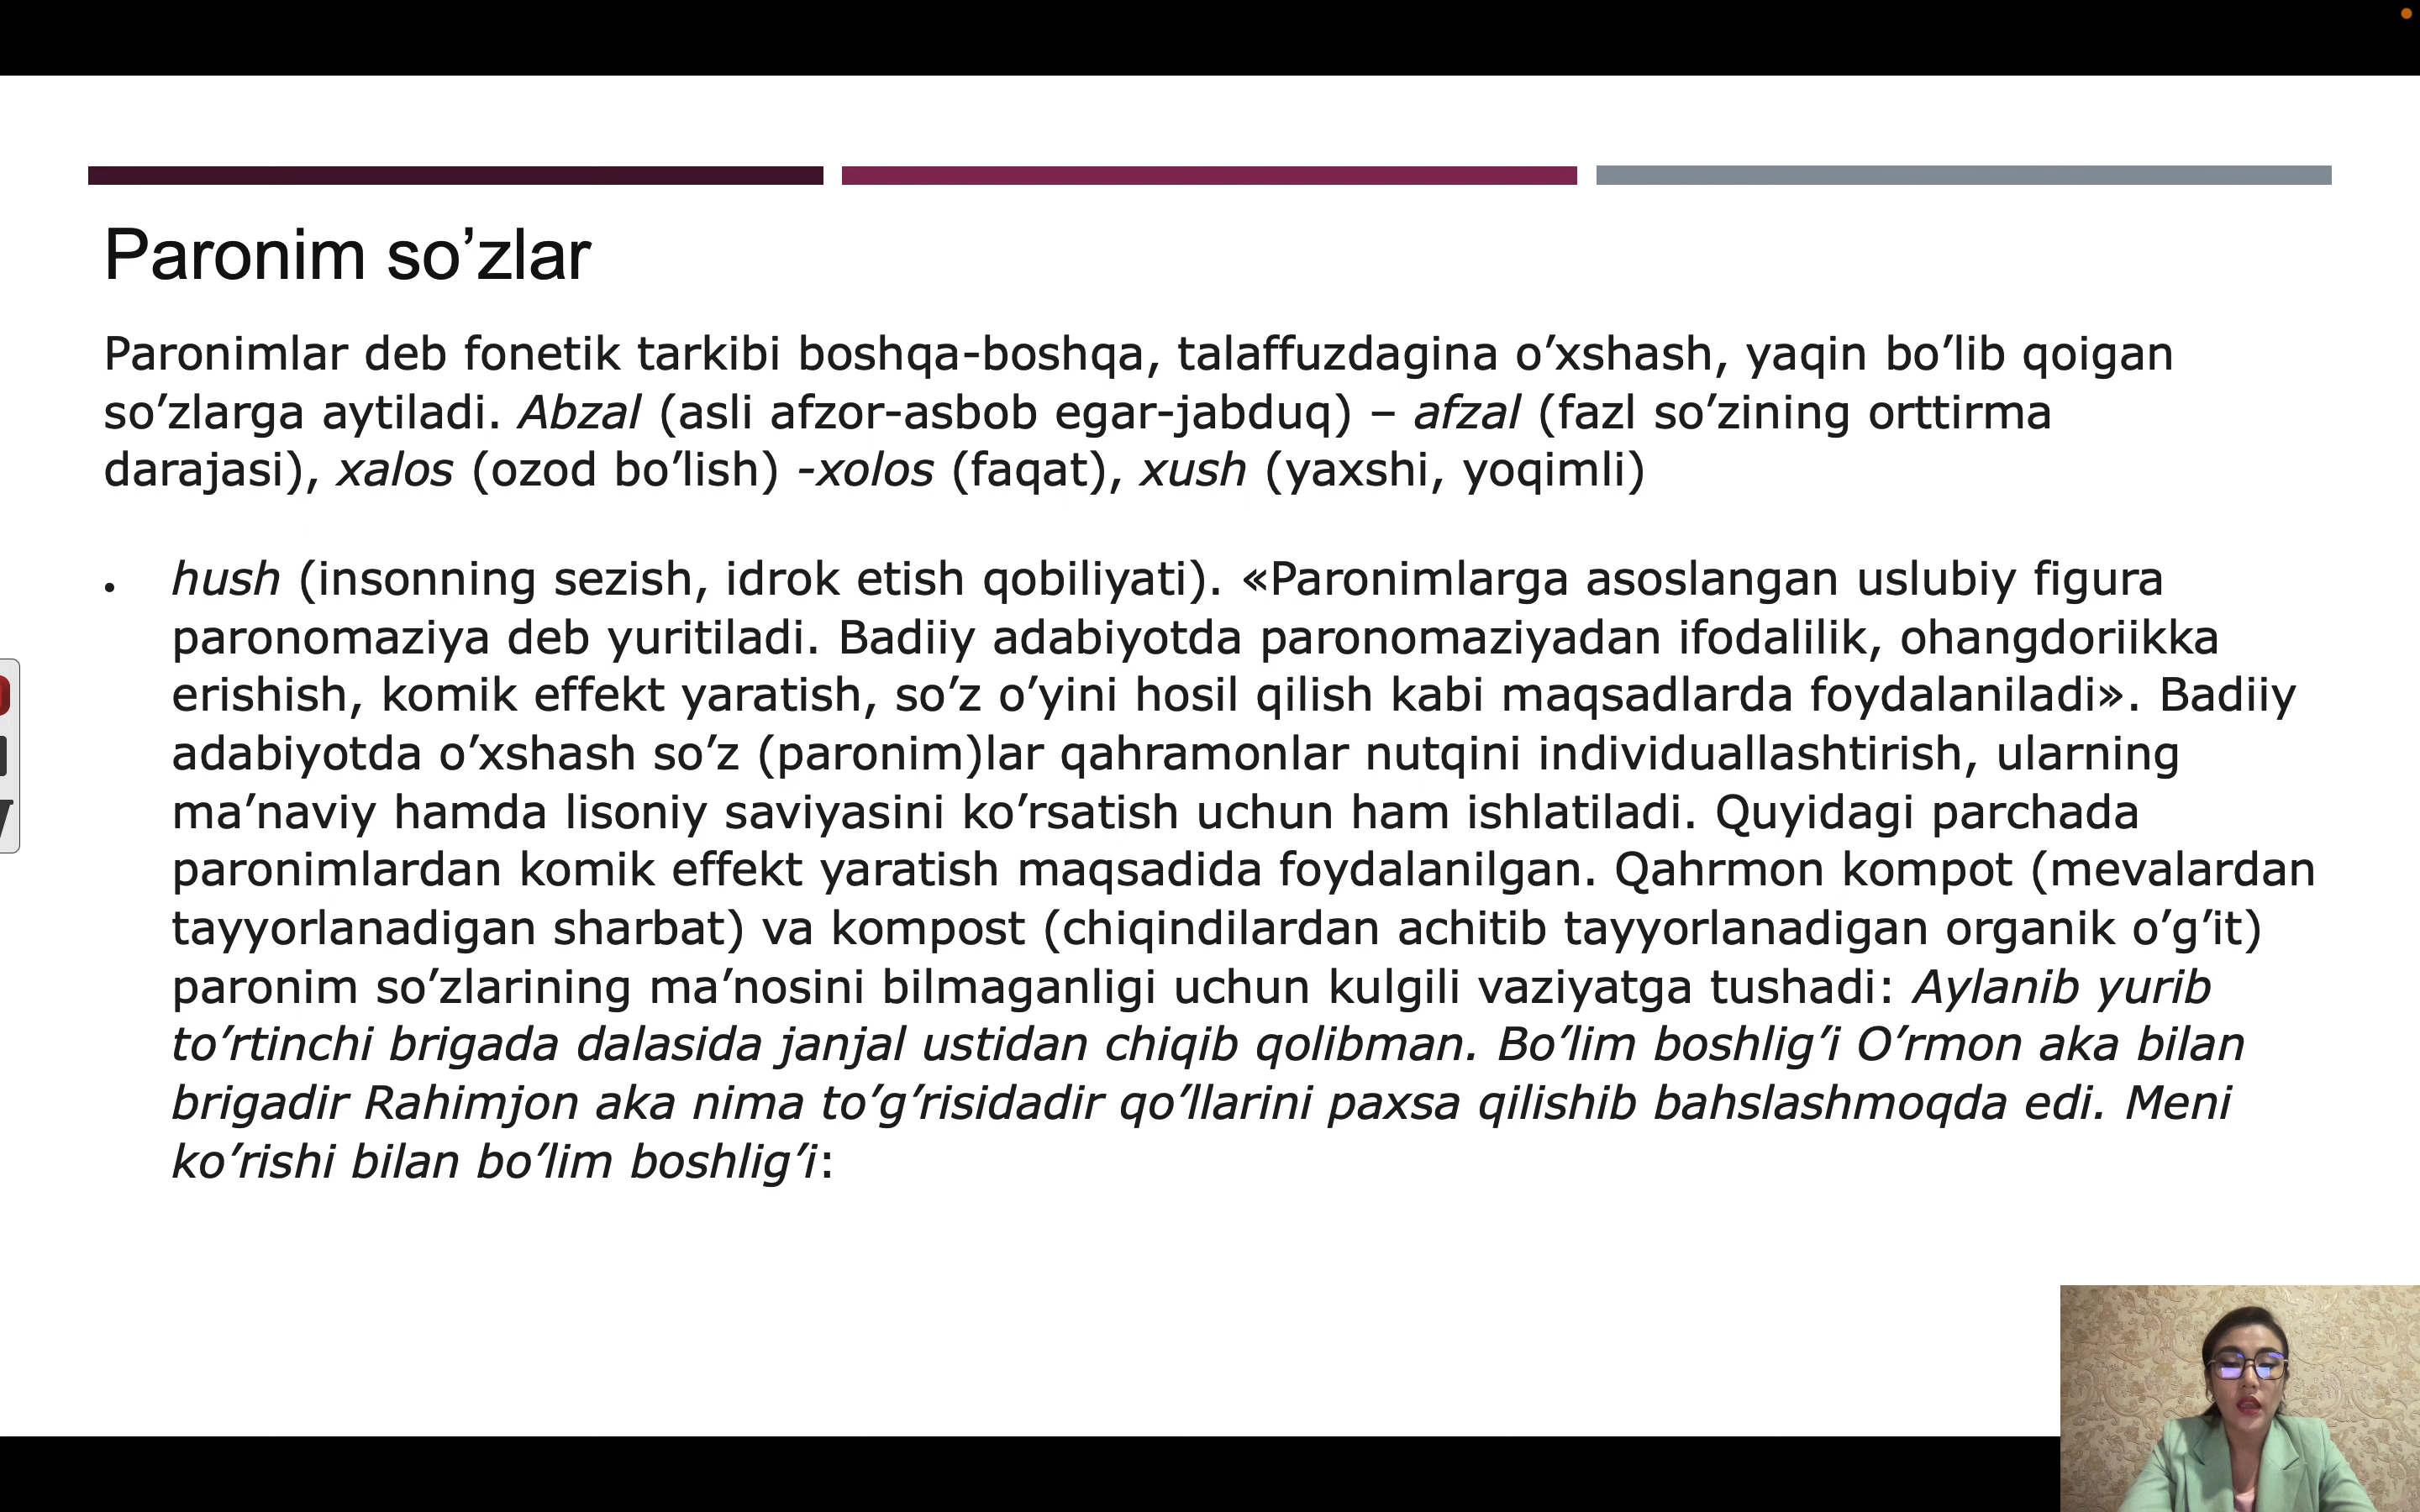 Paronim so’zlar
Paronimlar deb fonetik tarkibi boshqa-boshqa, talaffuzdagina o’xshash, yaqin bo’lib qoigan
so’zlarga aytiladi. Abzal (asli afzor-asbob egar-jabduq) – afzal (fazl so’zining orttirma
darajasi), xalos (ozod bo’lish) -xolos (faqat), xush (yaxshi, yoqimli)
• hush (insonning sezish, idrok etish qobiliyati). «Paronimlarga asoslangan uslubiy figura
paronomaziya deb yuritiladi. Badiiy adabiyotda paronomaziyadan ifodalilik, ohangdoriikka
erishish, komik effekt yaratish, so’z o’yini hosil qilish kabi maqsadlarda foydalaniladi». Badiiy
adabiyotda o’xshash so’z (paronim)lar qahramonlar nutqini individuallashtirish, ularning
ma’naviy hamda lisoniy saviyasini ko’rsatish uchun ham ishlatiladi. Quyidagi parchada
paronimlardan komik effekt yaratish maqsadida foydalanilgan. Qahrmon kompot (mevalardan
tayyorlanadigan sharbat) va kompost (chiqindilardan achitib tayyorlanadigan organik o’g’it)
paronim so’zlarining ma’nosini bilmaganligi uchun kulgili vaziyatga tushadi: Aylanib yurib
to’rtinchi brigada dalasida janjal ustidan chiqib qolibman. Bo’lim boshlig’i O’rmon aka bilan
brigadir Rahimjon aka nima to’g’risidadir qo’llarini paxsa qilishib bahslashmoqda edi. Meni
ko’rishi bilan bo’lim boshlig’i: